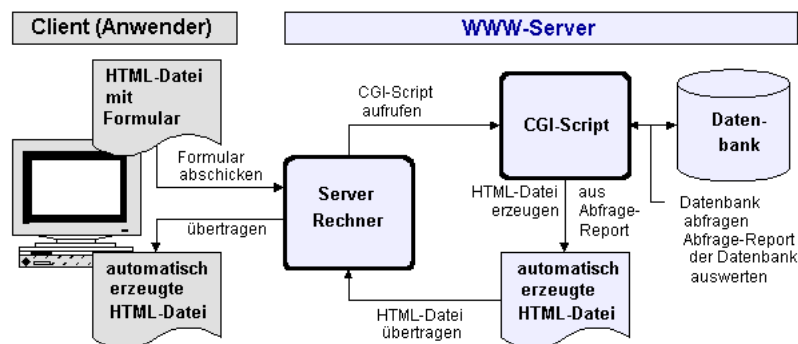 Client (Anwender)
WWW-Server
HTML-Datei
mit
Formular
Formular
abschicken
übertragen
automatisch
erzeugte
HTML-Datei
Server
Rechner
CGI-Script
aufrufen
CGI-Script
Daten-
bank
HTML-Datei
erzeugen
aus
Abfrage-
Report
Datenbank
abfragen
Abfrage-Report
der Datenbank
auswerten
automatisch
erzeugte
HTML-Datei
HTML-Datei
übertragen